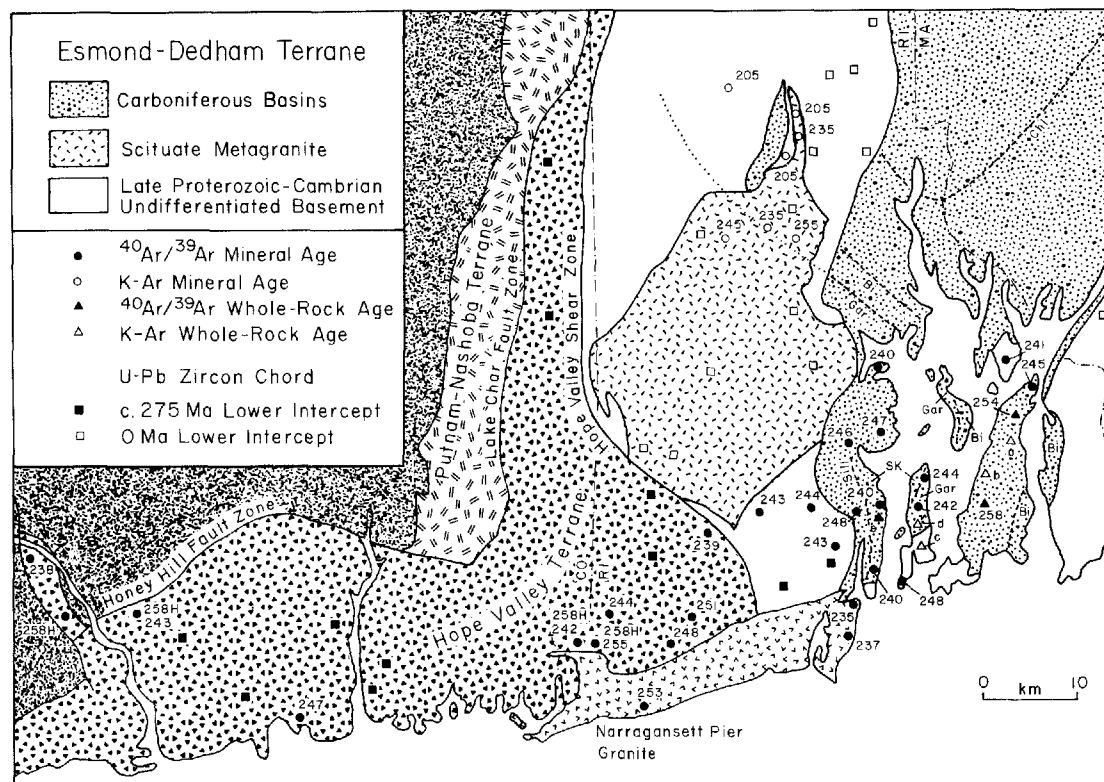 Esmond-Dedham Terrane
Carboniferous Basins
Scituate Metagranite
Late Proterozoic-Cambrian
Undifferentiated Basement
40Ar/39Ar Mineral Age
K-Ar Mineral Age
40Ar/39Ar Whole-Rock Age
K-Ar Whole-Rock Age
U-Pb Zircon Chord
c. 275 Ma Lower Intercept
0 Ma Lower Intercept
Putnam-Nashoba Terrane
Lake Char Fault Zone
Hope Valley Shear Zone
Honey Hill Fault Zone
Hope Valley Terrane
Narragansett Pier
Granite
RI
MA
Ch
Bi
Gar
205
205
235
205
245
235
255
240
241
245
254
Gar
Bi
Bi
246
247
Sill
SK
244
Gar
242
d
c
b
258
Bi
243
244
240
248
243
239
240
248
235
237
238
258H
258H
243
247
CO
RI
244
258H
242
258H
255
251
248
253
0 km 10